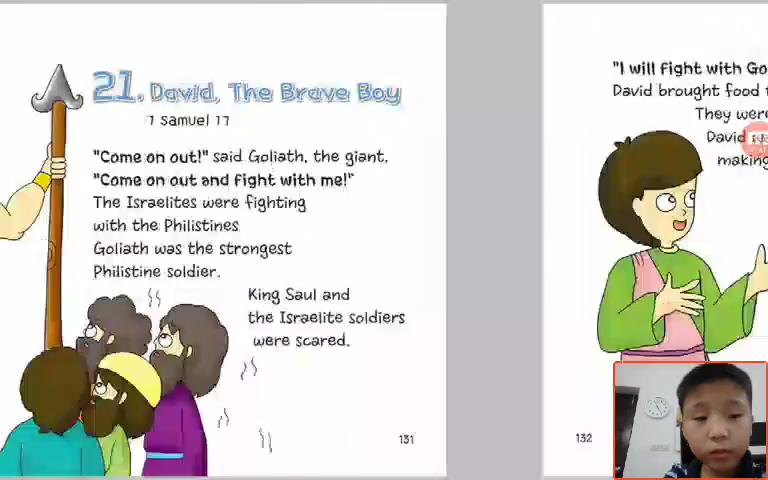 21. David, The Brave Boy
1 Samuel 17
"Come on out!" said Goliath, the giant.
"Come on out and fight with me!"
The Israelites were fighting
with the Philistines
Goliath was the strongest
Philistine soldier.
King Saul and
the Israelite soldiers
were scared.
131
"I will fight with Go
David brought food t
They were
David
making
132